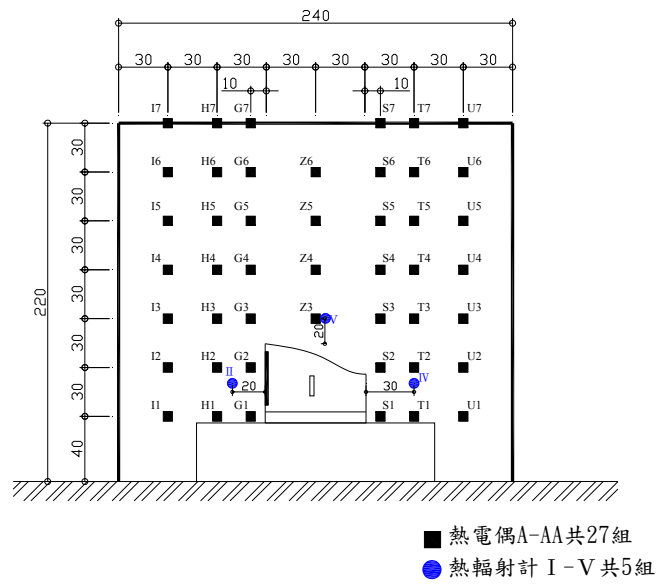 240
30 30 30 30 30 30 30 30
10 10
I7 H7 G7 S7 T7 U7
30
I6 H6 G6 Z6 S6 T6 U6
30
I5 H5 G5 Z5 S5 T5 U5
30
I4 H4 G4 Z4 S4 T4 U4
30
220
I3 H3 G3 Z3 V S3 T3 U3
20
30
I2 H2 G2 S2 T2 U2
II IV
20 30
30
I1 H1 G1 S1 T1 U1
40
熱電偶A-AA共27組
熱輻射計 I-V 共5組